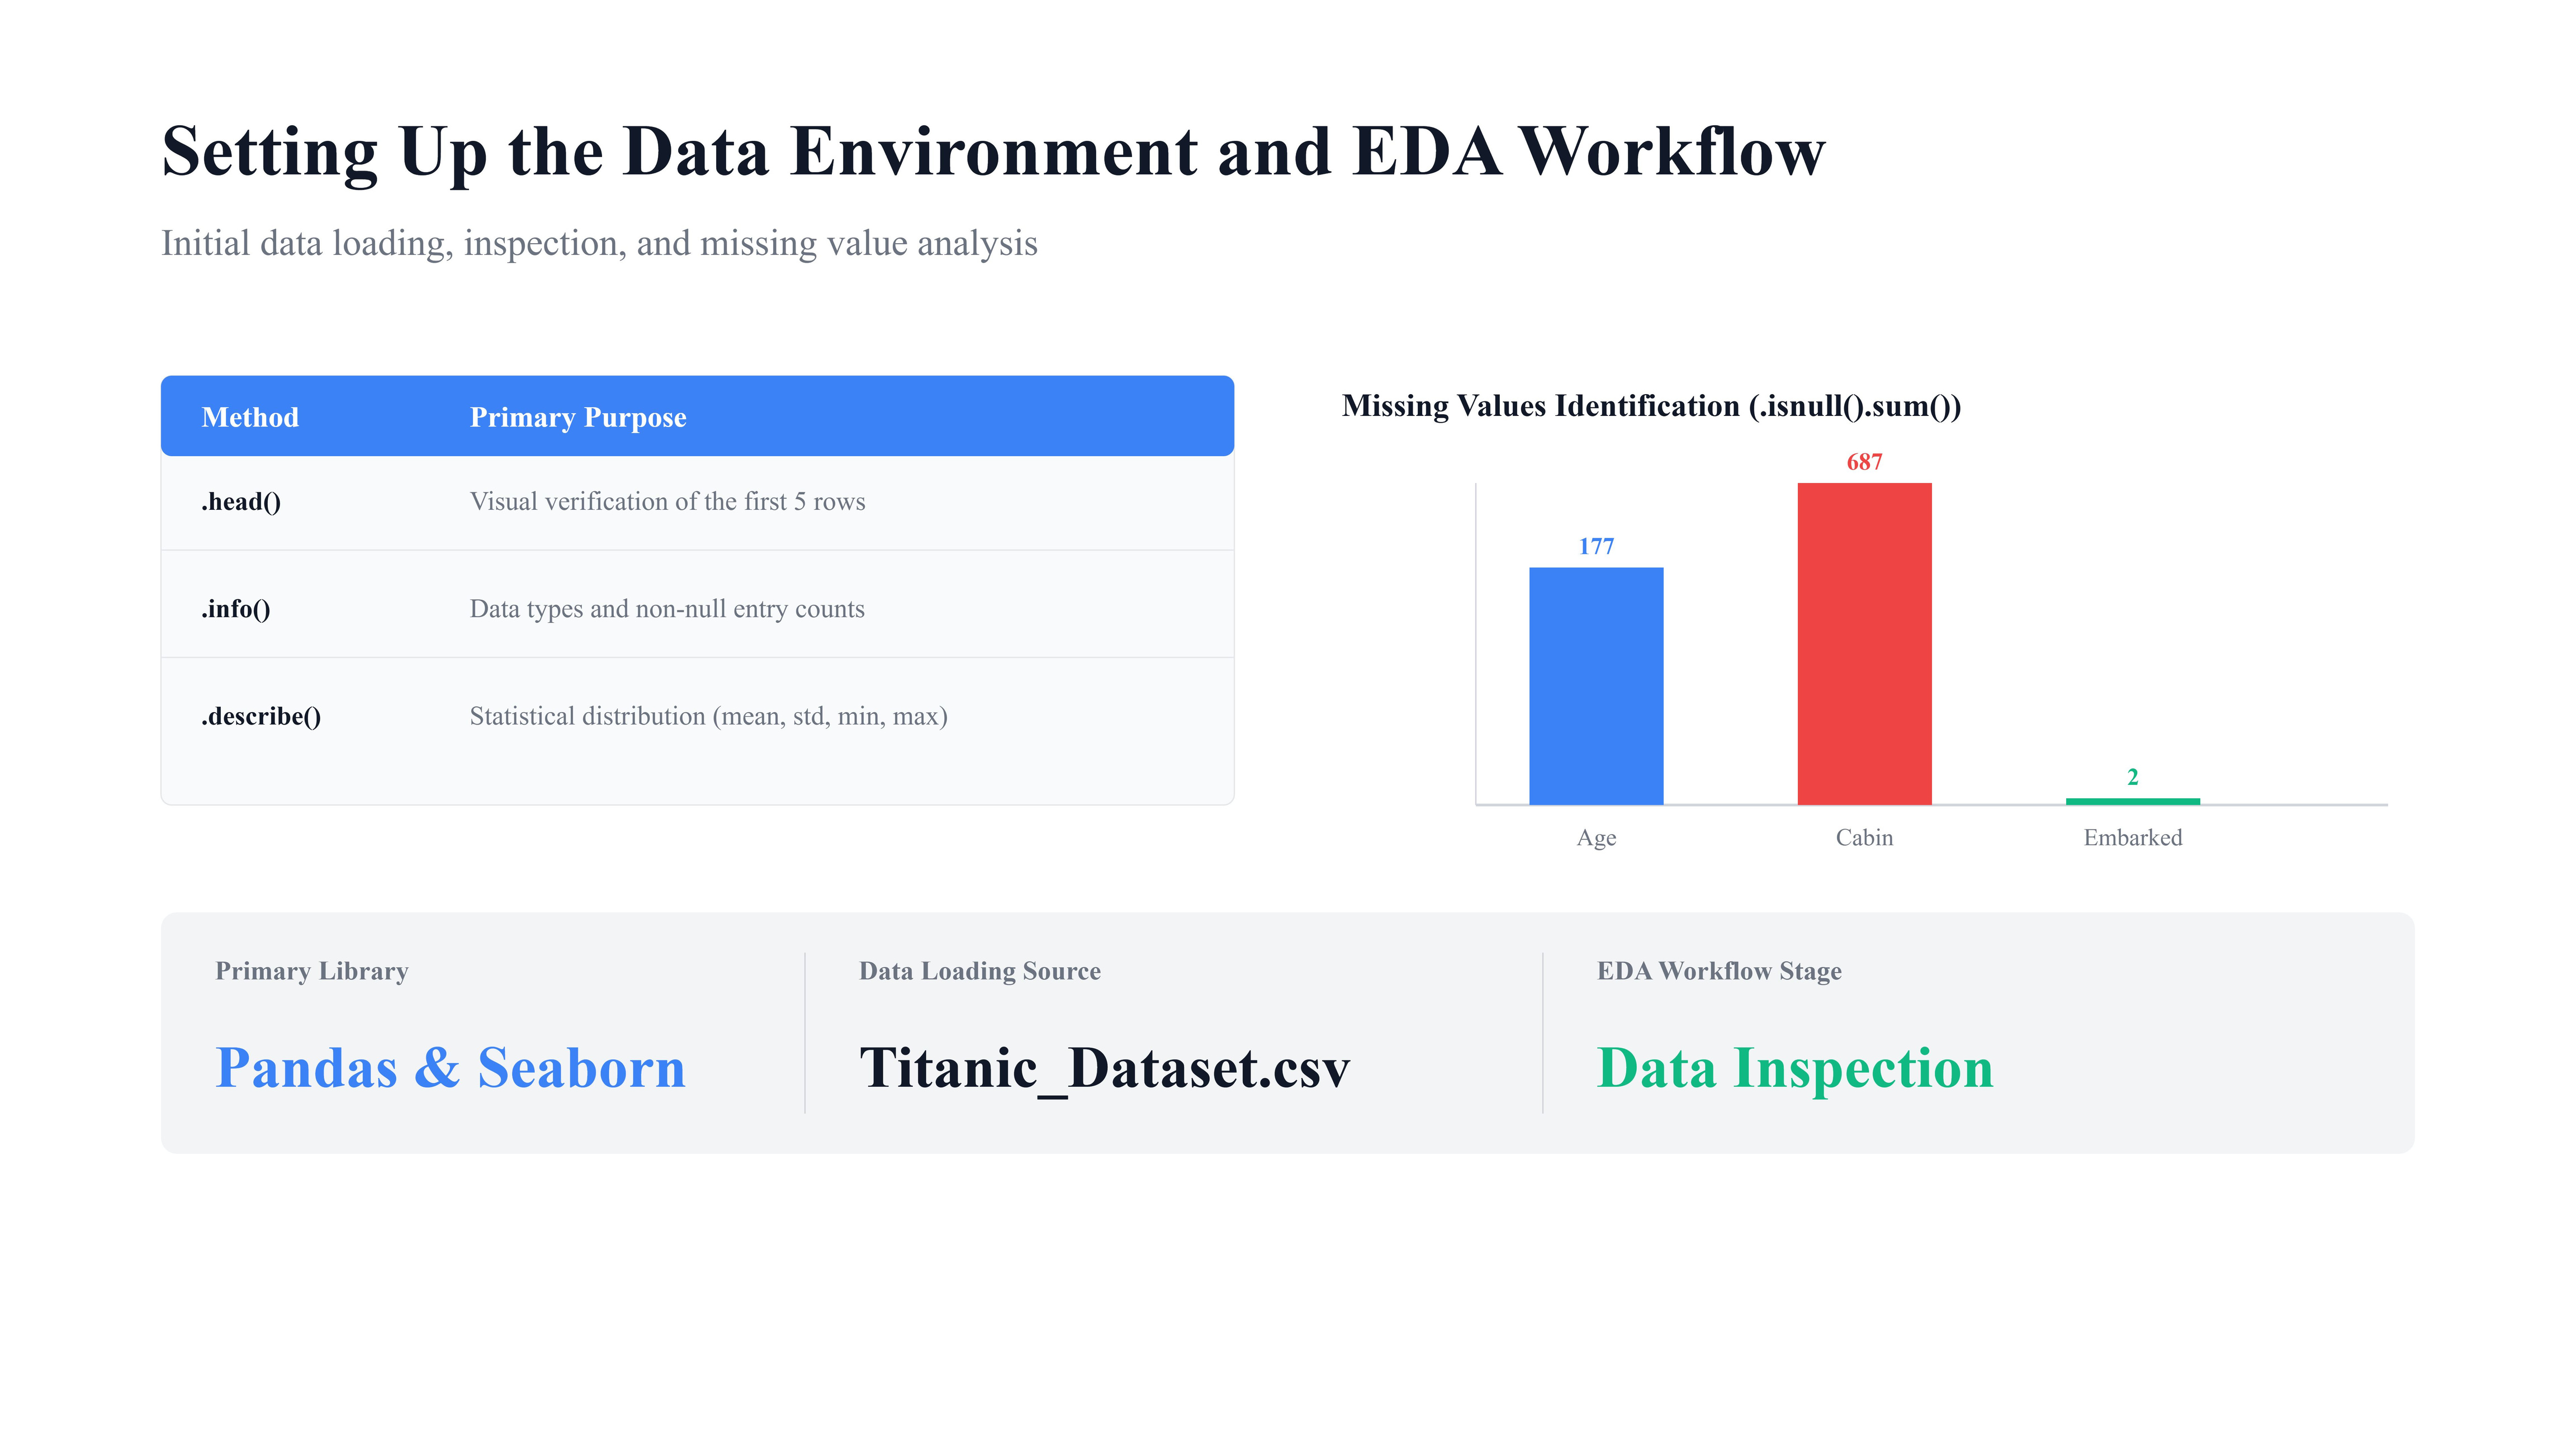 Setting Up the Data Environment and EDA Workflow
Initial data loading, inspection, and missing value analysis
Method Primary Purpose
.head() Visual verification of the first 5 rows
.info() Data types and non-null entry counts
.describe() Statistical distribution (mean, std, min, max)
Missing Values Identification (.isnull().sum())
687
177
2
Age Cabin Embarked
Primary Library
Pandas & Seaborn
Data Loading Source
Titanic_Dataset.csv
EDA Workflow Stage
Data Inspection